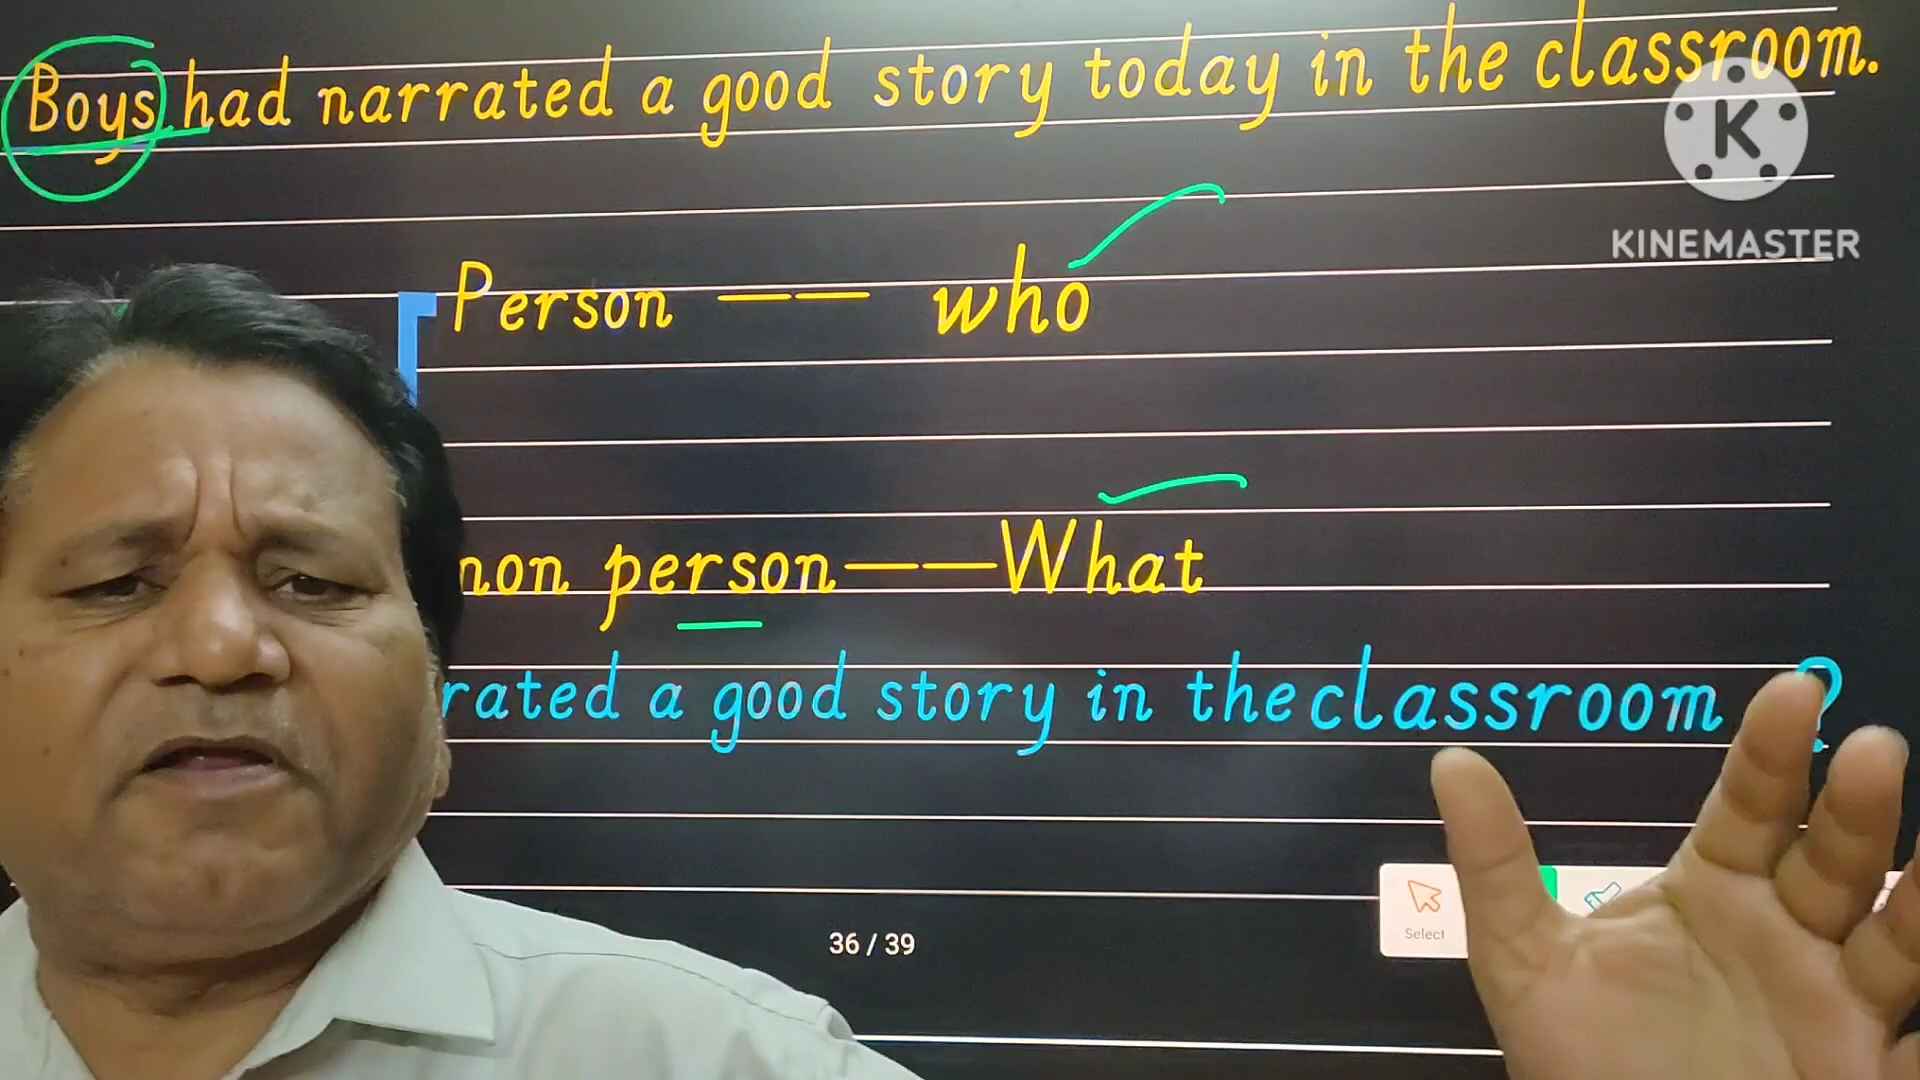 Boys had narrated a good story today in the classroom.
K
KINEMASTER
Person —— who
non person ——What
rated a good story in the classroom ?
Select
36 / 39